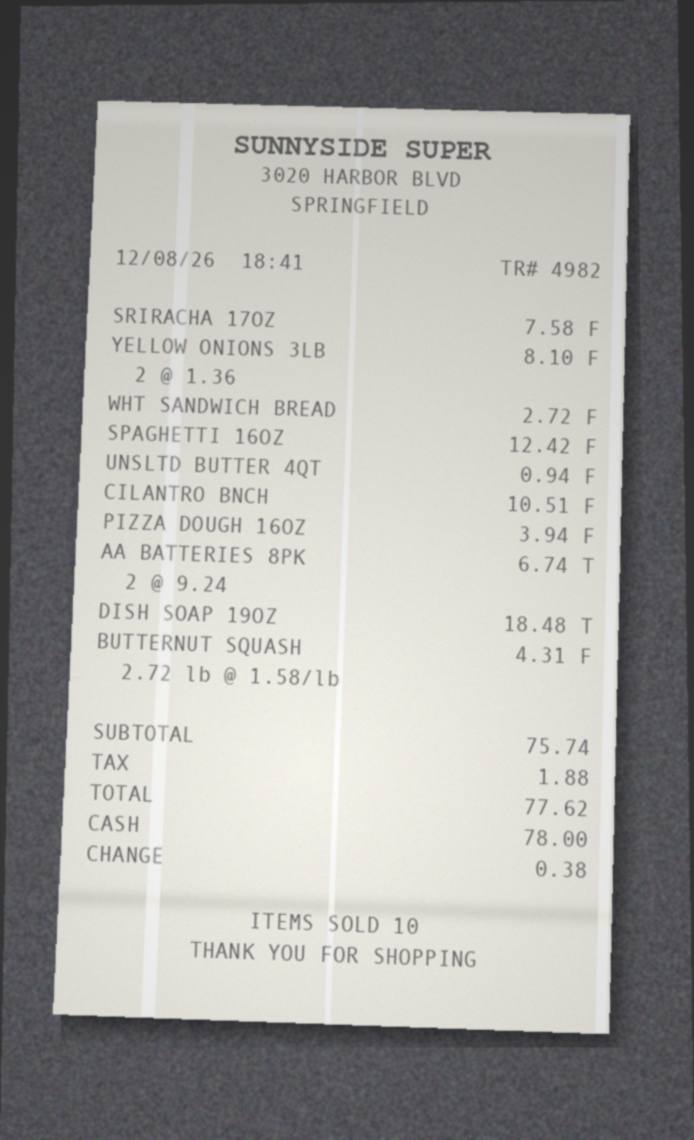 SUNNYSIDE SUPER
3020 HARBOR BLVD
SPRINGFIELD
12/08/26 18:41 TR# 4982
SRIRACHA 17OZ 7.58 F
YELLOW ONIONS 3LB 8.10 F
2 @ 1.36
WHT SANDWICH BREAD 2.72 F
SPAGHETTI 16OZ 12.42 F
UNSLTD BUTTER 4QT 0.94 F
CILANTRO BNCH 10.51 F
PIZZA DOUGH 16OZ 3.94 F
AA BATTERIES 8PK 6.74 T
2 @ 9.24
DISH SOAP 19OZ 18.48 T
BUTTERNUT SQUASH 4.31 F
2.72 lb @ 1.58/lb
SUBTOTAL 75.74
TAX 1.88
TOTAL 77.62
CASH 78.00
CHANGE 0.38
ITEMS SOLD 10
THANK YOU FOR SHOPPING